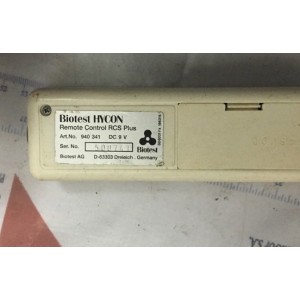 Biotest HYCON
Remote Control RCS Plus
Art.No. 940 341 DC 9 V
Ser. No.
Biotest
Biotest AG D-63303 Dreieich . Germany